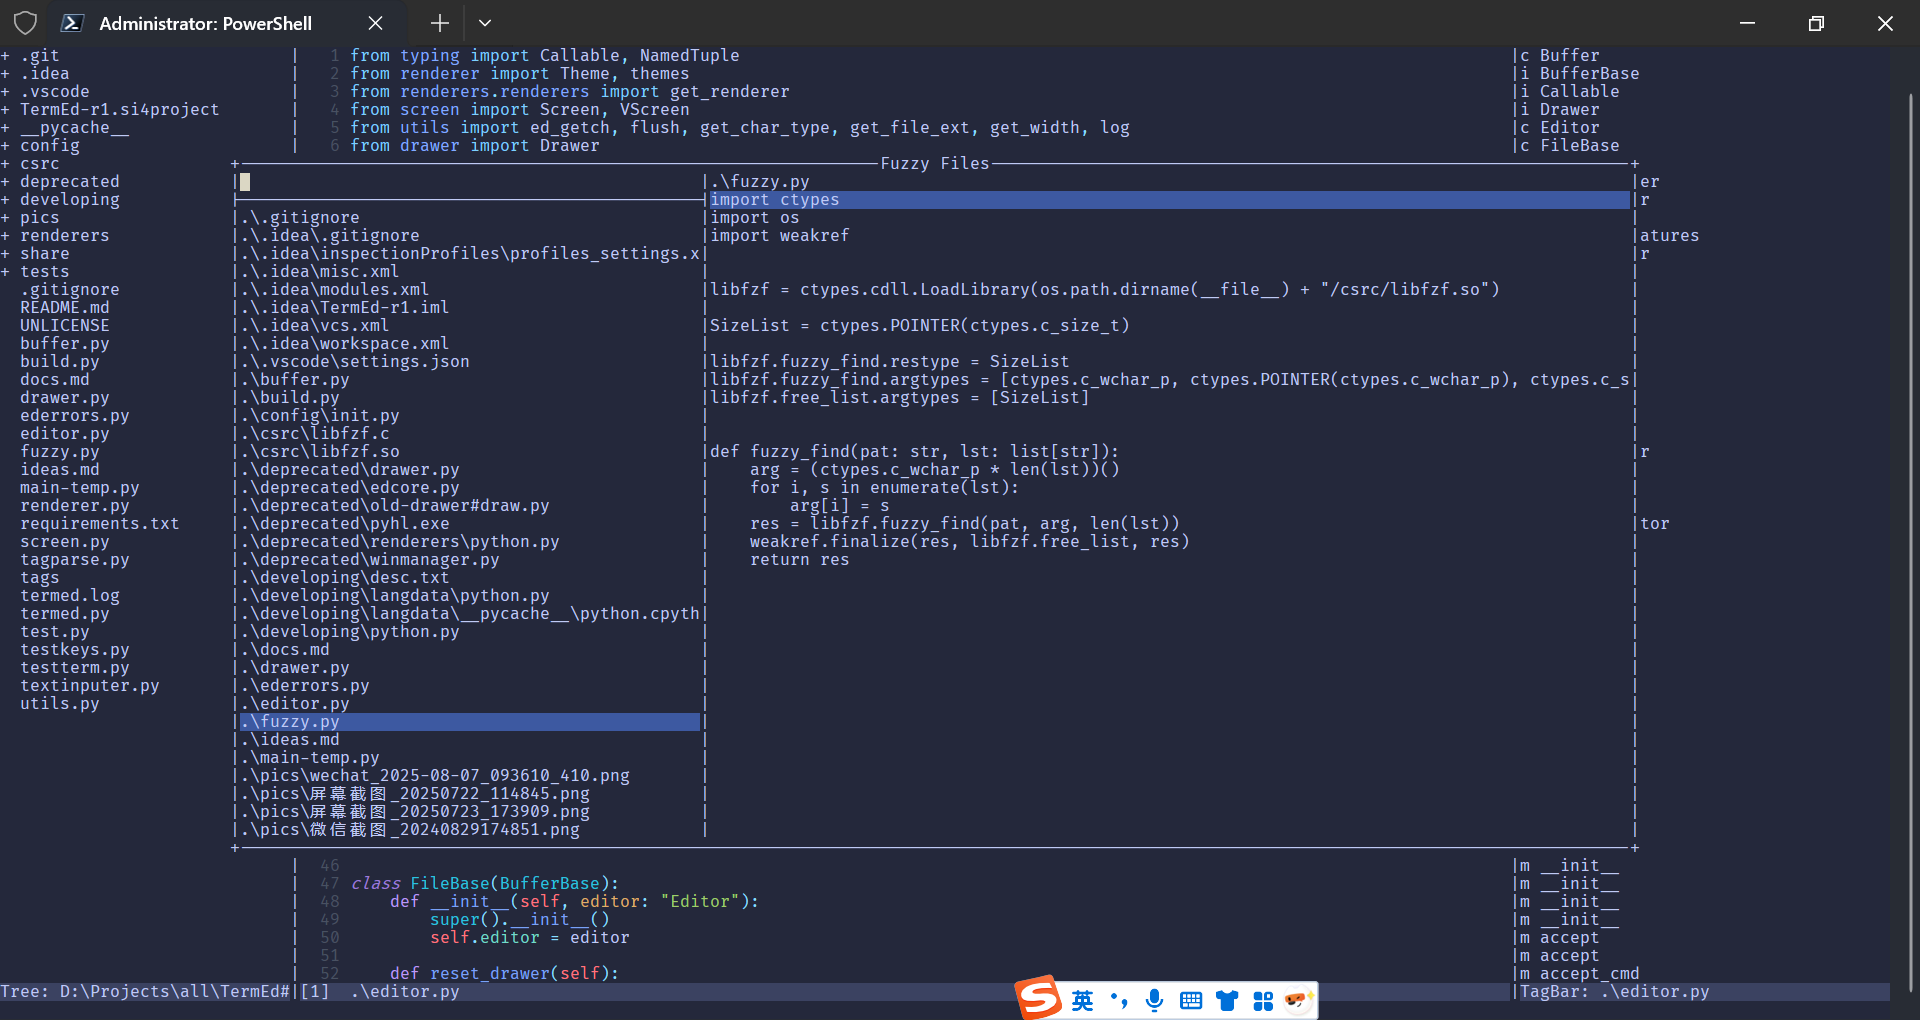 Administrator: PowerShell
+ .git
+ .idea
+ .vscode
+ TermEd-r1.si4project
+ __pycache__
+ config
+ csrc
+ deprecated
+ developing
+ pics
+ renderers
+ share
+ tests
.gitignore
README.md
UNLICENSE
buffer.py
build.py
docs.md
drawer.py
ederrors.py
editor.py
fuzzy.py
ideas.md
main-temp.py
renderer.py
requirements.txt
screen.py
tagparse.py
tags
termed.log
termed.py
test.py
testkeys.py
testterm.py
textinputer.py
utils.py
1 from typing import Callable, NamedTuple
2 from renderer import Theme, themes
3 from renderers.renderers import get_renderer
4 from screen import Screen, VScreen
5 from utils import ed_getch, flush, get_char_type, get_file_ext, get_width, log
6 from drawer import Drawer
Fuzzy Files
.\.gitignore
.\.idea\.gitignore
.\.idea\inspectionProfiles\profiles_settings.x
.\.idea\misc.xml
.\.idea\modules.xml
.\.idea\TermEd-r1.iml
.\.idea\vcs.xml
.\.idea\workspace.xml
.\.vscode\settings.json
.\buffer.py
.\build.py
.\config\init.py
.\csrc\libfzf.c
.\csrc\libfzf.so
.\deprecated\drawer.py
.\deprecated\edcore.py
.\deprecated\old-drawer#draw.py
.\deprecated\pyhl.exe
.\deprecated\renderers\python.py
.\deprecated\winmanager.py
.\developing\desc.txt
.\developing\langdata\python.py
.\developing\langdata\__pycache__\python.cpyth
.\developing\python.py
.\docs.md
.\drawer.py
.\ederrors.py
.\editor.py
.\fuzzy.py
.\ideas.md
.\main-temp.py
.\pics\wechat_2025-08-07_093610_410.png
.\pics\屏幕截图_20250722_114845.png
.\pics\屏幕截图_20250723_173909.png
.\pics\微信截图_20240829174851.png
.\fuzzy.py
import ctypes
import os
import weakref
libfzf = ctypes.cdll.LoadLibrary(os.path.dirname(__file__) + "/csrc/libfzf.so")
SizeList = ctypes.POINTER(ctypes.c_size_t)
libfzf.fuzzy_find.restype = SizeList
libfzf.fuzzy_find.argtypes = [ctypes.c_wchar_p, ctypes.POINTER(ctypes.c_wchar_p), ctypes.c_s
libfzf.free_list.argtypes = [SizeList]
def fuzzy_find(pat: str, lst: list[str]):
arg = (ctypes.c_wchar_p * len(lst))()
for i, s in enumerate(lst):
arg[i] = s
res = libfzf.fuzzy_find(pat, arg, len(lst))
weakref.finalize(res, libfzf.free_list, res)
return res
46
47 class FileBase(BufferBase):
48 def __init__(self, editor: "Editor"):
49 super().__init__()
50 self.editor = editor
51
52 def reset_drawer(self):
c Buffer
i BufferBase
i Callable
i Drawer
c Editor
c FileBase
er
r
atures
r
r
tor
m __init__
m __init__
m __init__
m __init__
m accept
m accept
m accept_cmd
Tree: D:\Projects\all\TermEd#
[1] .\editor.py
TagBar: .\editor.py
S 英